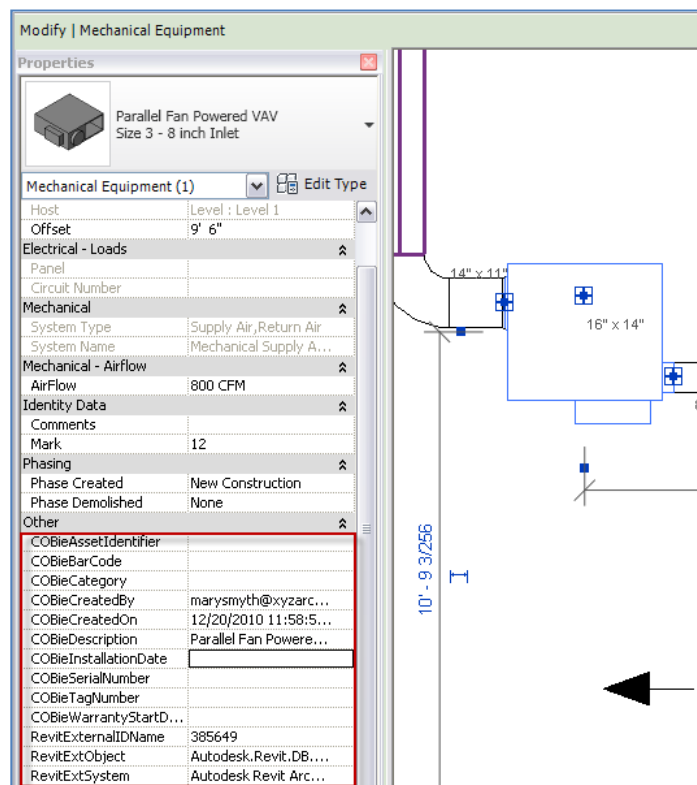 Modify | Mechanical Equipment
Properties
Parallel Fan Powered VAV
Size 3 - 8 inch Inlet
Mechanical Equipment (1)
Edit Type
Host Level : Level 1
Offset 9' 6"
Electrical - Loads
Panel
Circuit Number
Mechanical
System Type Supply Air,Return Air
System Name Mechanical Supply A...
Mechanical - Airflow
AirFlow 800 CFM
Identity Data
Comments
Mark 12
Phasing
Phase Created New Construction
Phase Demolished None
Other
COBieAssetIdentifier
COBieBarCode
COBieCategory
COBieCreatedBy marysmyth@xyzarc...
COBieCreatedOn 12/20/2010 11:58:5...
COBieDescription Parallel Fan Powere...
COBieInstallationDate
COBieSerialNumber
COBieTagNumber
COBieWarrantyStartD...
RevitExternalIDName 385649
RevitExtObject Autodesk.Revit.DB....
RevitExtSystem Autodesk Revit Arc...
14" x 11"
16" x 14"
10' - 9 3/256